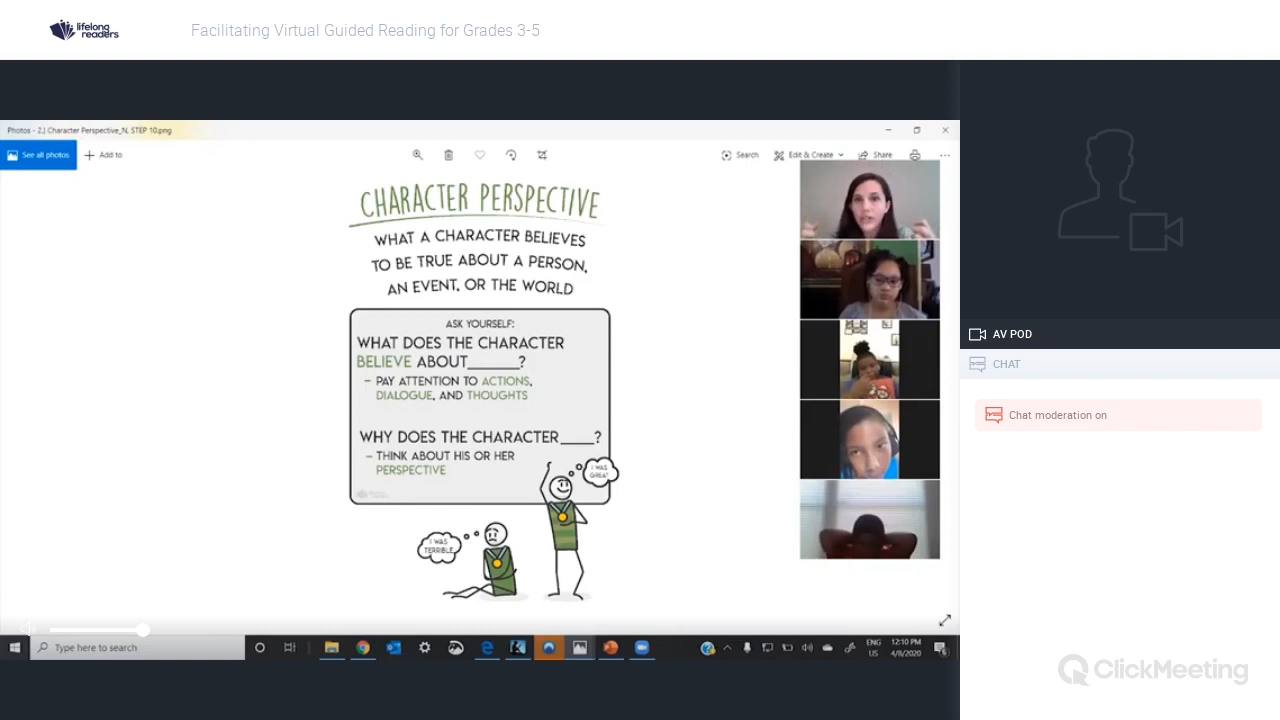 lifelong readers
Facilitating Virtual Guided Reading for Grades 3-5
Photos - 2.) Character Perspective_N, STEP 10.png
See all photos
Add to
Search
Edit & Create
Share
CHARACTER PERSPECTIVE
WHAT A CHARACTER BELIEVES
TO BE TRUE ABOUT A PERSON,
AN EVENT, OR THE WORLD
ASK YOURSELF:
WHAT DOES THE CHARACTER
BELIEVE ABOUT______?
– PAY ATTENTION TO ACTIONS,
DIALOGUE, AND THOUGHTS
WHY DOES THE CHARACTER____?
– THINK ABOUT HIS OR HER
PERSPECTIVE
I WAS
GREAT
I WAS
TERRIBLE
Type here to search
ENG
US
12:10 PM
4/8/2020
AV POD
CHAT
Chat moderation on
ClickMeeting